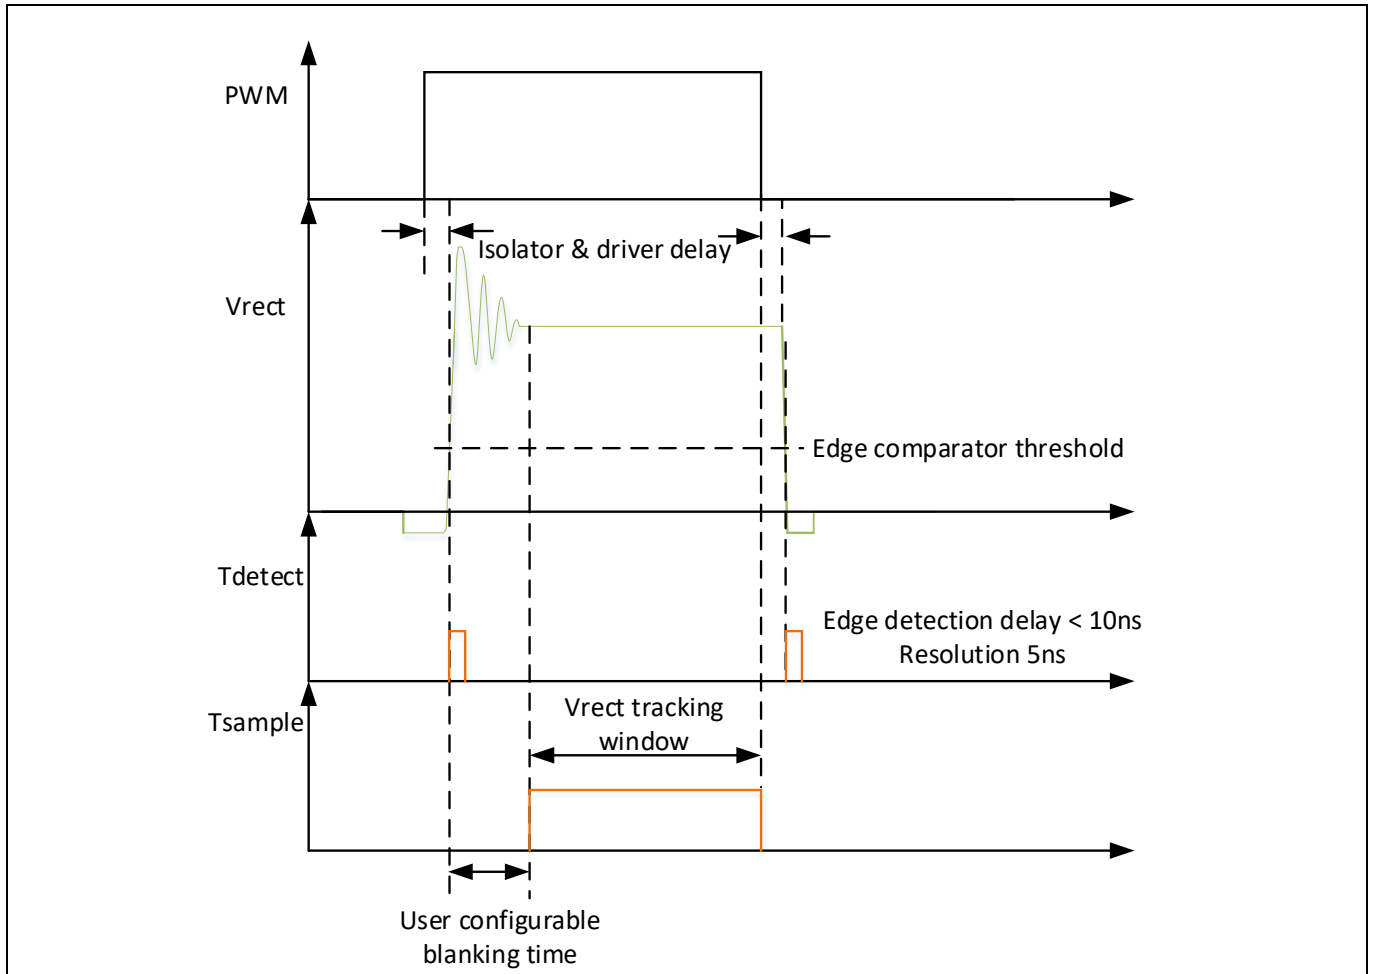 PWM
Isolator & driver delay
Vrect
Edge comparator threshold
Tdetect
Edge detection delay < 10ns
Resolution 5ns
Vrect tracking
window
Tsample
User configurable
blanking time